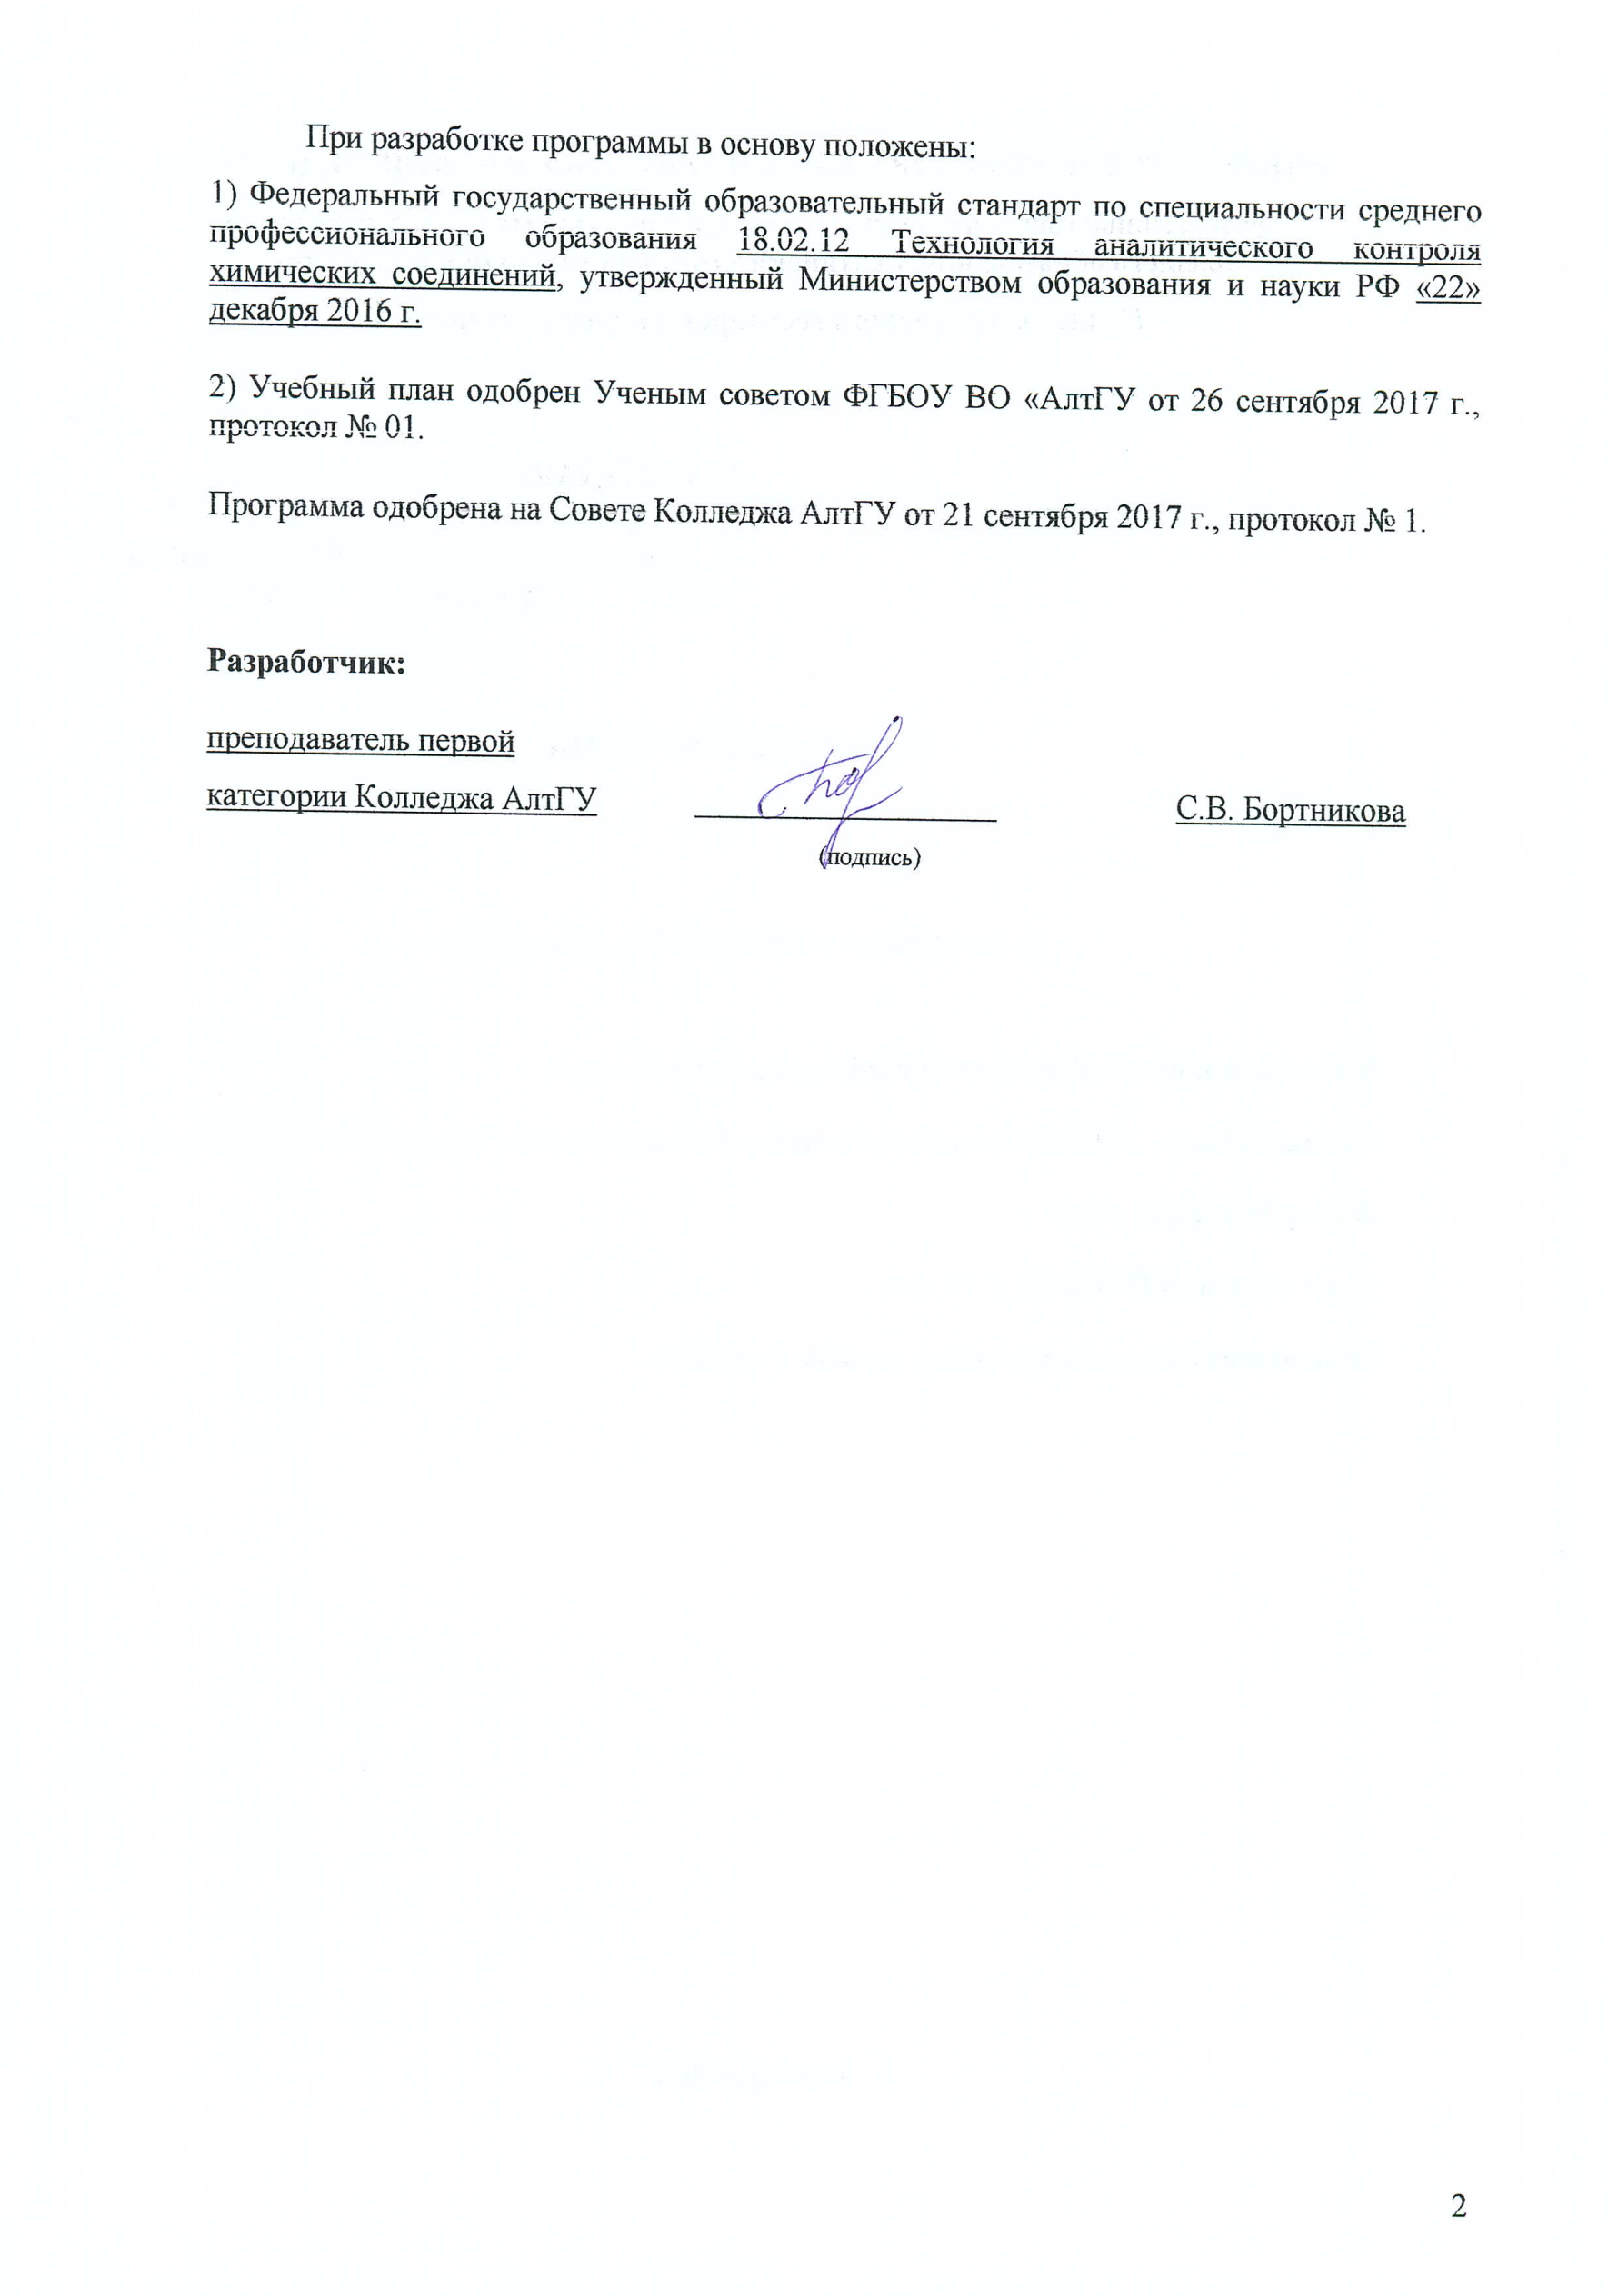 При разработке программы в основу положены:
1) Федеральный государственный образовательный стандарт по специальности среднего
профессионального образования 18.02.12 Технология аналитического контроля
химических соединений, утвержденный Министерством образования и науки РФ «22»
декабря 2016 г.
2) Учебный план одобрен Ученым советом ФГБОУ ВО «АлтГУ от 26 сентября 2017 г.,
протокол № 01.
Программа одобрена на Совете Колледжа АлтГУ от 21 сентября 2017 г., протокол № 1.
Разработчик:
преподаватель первой
категории Колледжа АлтГУ С.В. Бортникова
(подпись)
2